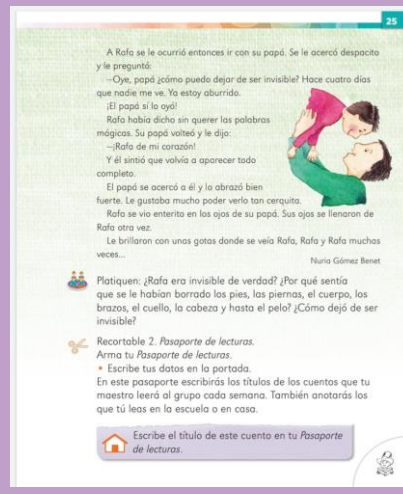 25
A Rafa se le ocurrió entonces ir con su papá. Se le acercó despacito
y le preguntó:
—Oye, papá ¿cómo puedo dejar de ser invisible? Hace cuatro días
que nadie me ve. Ya estoy aburrido.
¡El papá sí lo oyó!
Rafa había dicho sin querer las palabras
mágicas. Su papá volteó y le dijo:
—¡Rafa de mi corazón!
Y él sintió que volvía a aparecer todo
completo.
El papá se acercó a él y lo abrazó bien
fuerte. Le gustaba mucho poder verlo tan cerquita.
Rafa se vio enterito en los ojos de su papá. Sus ojos se llenaron de
Rafa otra vez.
Le brillaron con unas gotas donde se veía Rafa, Rafa y Rafa muchas
veces...
Nuria Gómez Benet
Platiquen: ¿Rafa era invisible de verdad? ¿Por qué sentía
que se le habían borrado los pies, las piernas, el cuerpo, los
brazos, el cuello, la cabeza y hasta el pelo? ¿Cómo dejó de ser
invisible?
Recortable 2. Pasaporte de lecturas.
Arma tu Pasaporte de lecturas.
• Escribe tus datos en la portada.
En este pasaporte escribirás los títulos de los cuentos que tu
maestro leerá al grupo cada semana. También anotarás los
que tú leas en la escuela o en casa.
Escribe el título de este cuento en tu Pasaporte
de lecturas.